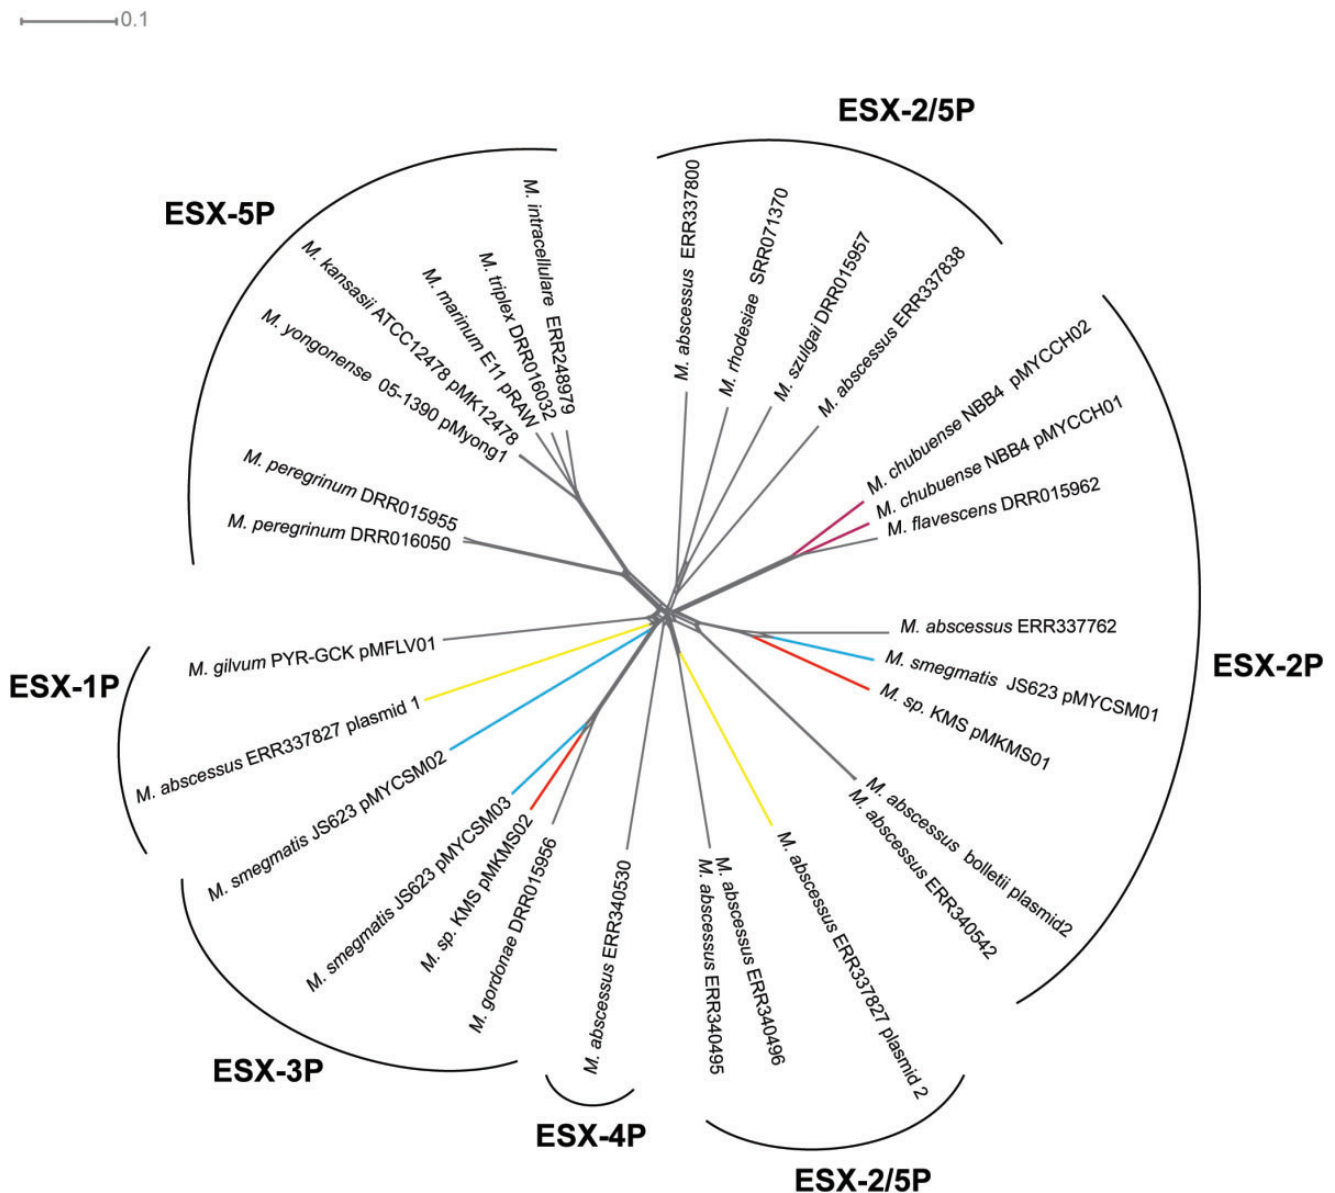 0.1
ESX-2/5P
ESX-5P
M. intracellulare ERR248979
M. triplex DRR016032
M. marinum E11 pRAW
M. kansasii ATCC12478 pMK12478
M. yongonense 05-1390 pMyong1
M. peregrinum DRR015955
M. peregrinum DRR016050
M. abscessus ERR337800
M. rhodesiae SRR071370
M. szulgai DRR015957
M. abscessus ERR337838
M. chubuense NBB4 pMYCCH02
M. chubuense NBB4 pMYCCH01
M. flavescens DRR015962
M. abscessus ERR337762
M. smegmatis JS623 pMYCSM01
M. sp. KMS pMKMS01
ESX-2P
M. abscessus bolletii plasmid2
M. abscessus ERR340542
M. gilvum PYR-GCK pMFLV01
ESX-1P
M. abscessus ERR337827 plasmid 1
M. smegmatis JS623 pMYCSM02
M. smegmatis JS623 pMYCSM03
M. sp. KMS pMKMS02
M. gordonae DRR015956
ESX-3P
M. abscessus ERR340530
ESX-4P
M. abscessus ERR340495
M. abscessus ERR340496
M. abscessus ERR337827 plasmid 2
ESX-2/5P